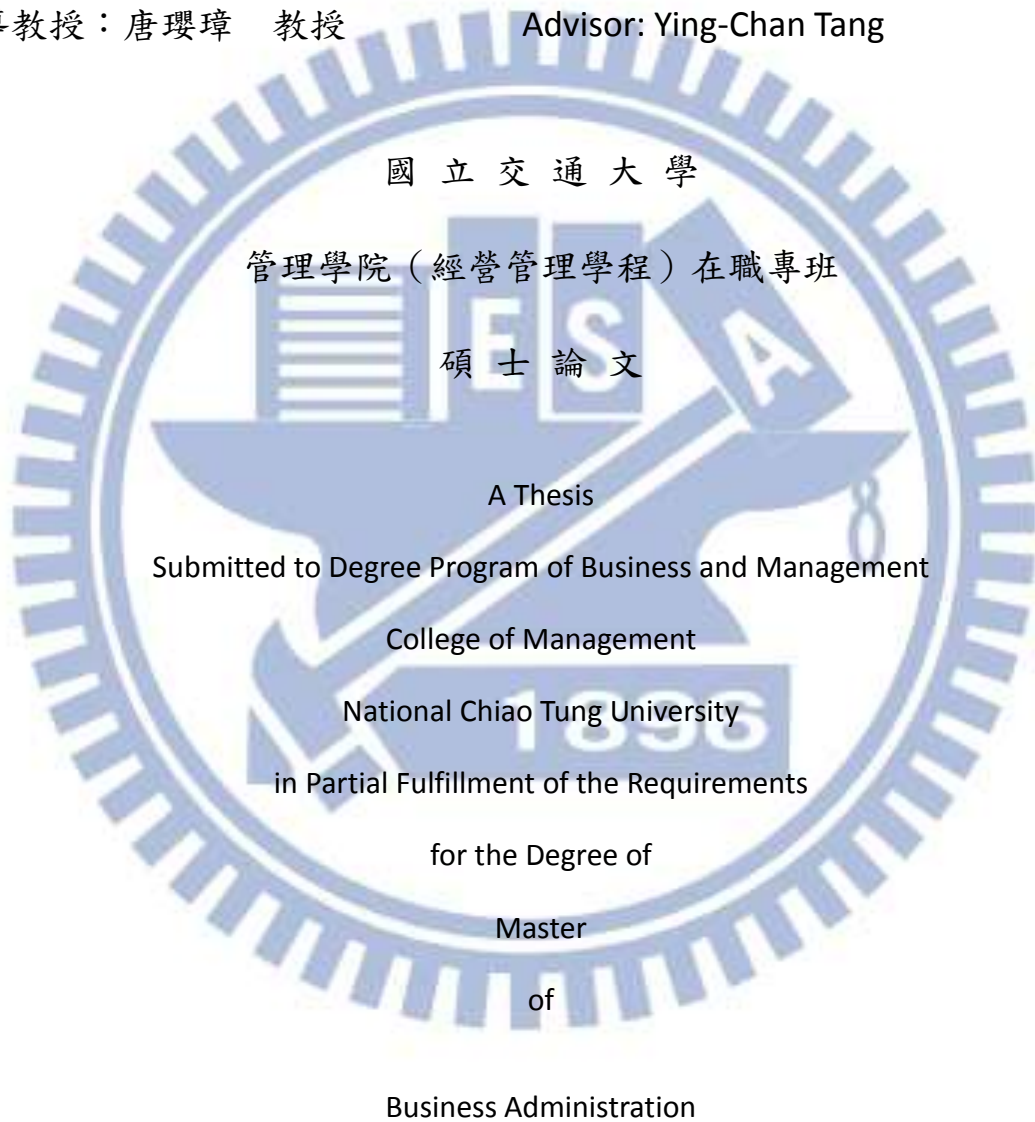 教授：唐瓔璋　教授　Advisor: Ying-Chan Tang
國 立 交 通 大 學
管理學院（經營管理學程）在職專班
碩 士 論 文
E S A
A Thesis
Submitted to Degree Program of Business and Management
College of Management
National Chiao Tung University
1896
in Partial Fulfillment of the Requirements
for the Degree of
Master
of
Business Administration